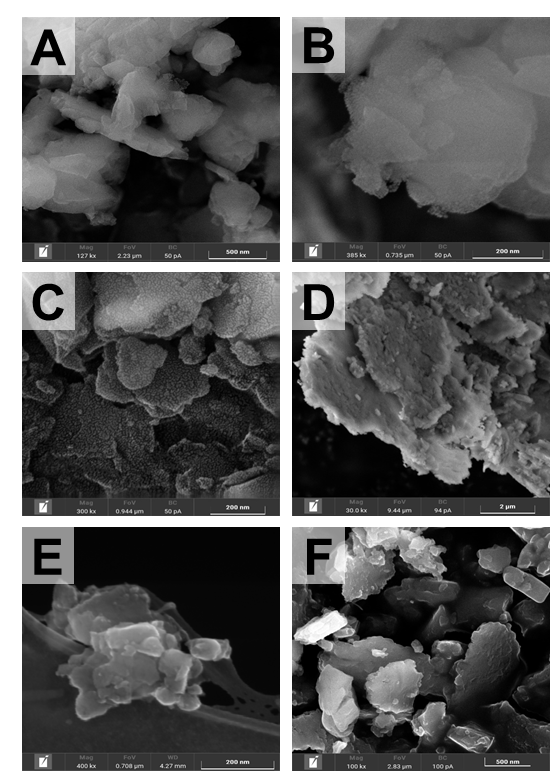 A
Mag FoV BC
127 kx 2.23 µm 50 pA 500 nm
B
Mag FoV BC
385 kx 0.735 µm 50 pA 200 nm
C
Mag FoV BC
300 kx 0.944 µm 50 pA 200 nm
D
Mag FoV BC
30.0 kx 9.44 µm 94 pA 2 µm
E
Mag FoV WD
400 kx 0.708 µm 4.27 mm 200 nm
F
Mag FoV BC
100 kx 2.83 µm 100 pA 500 nm